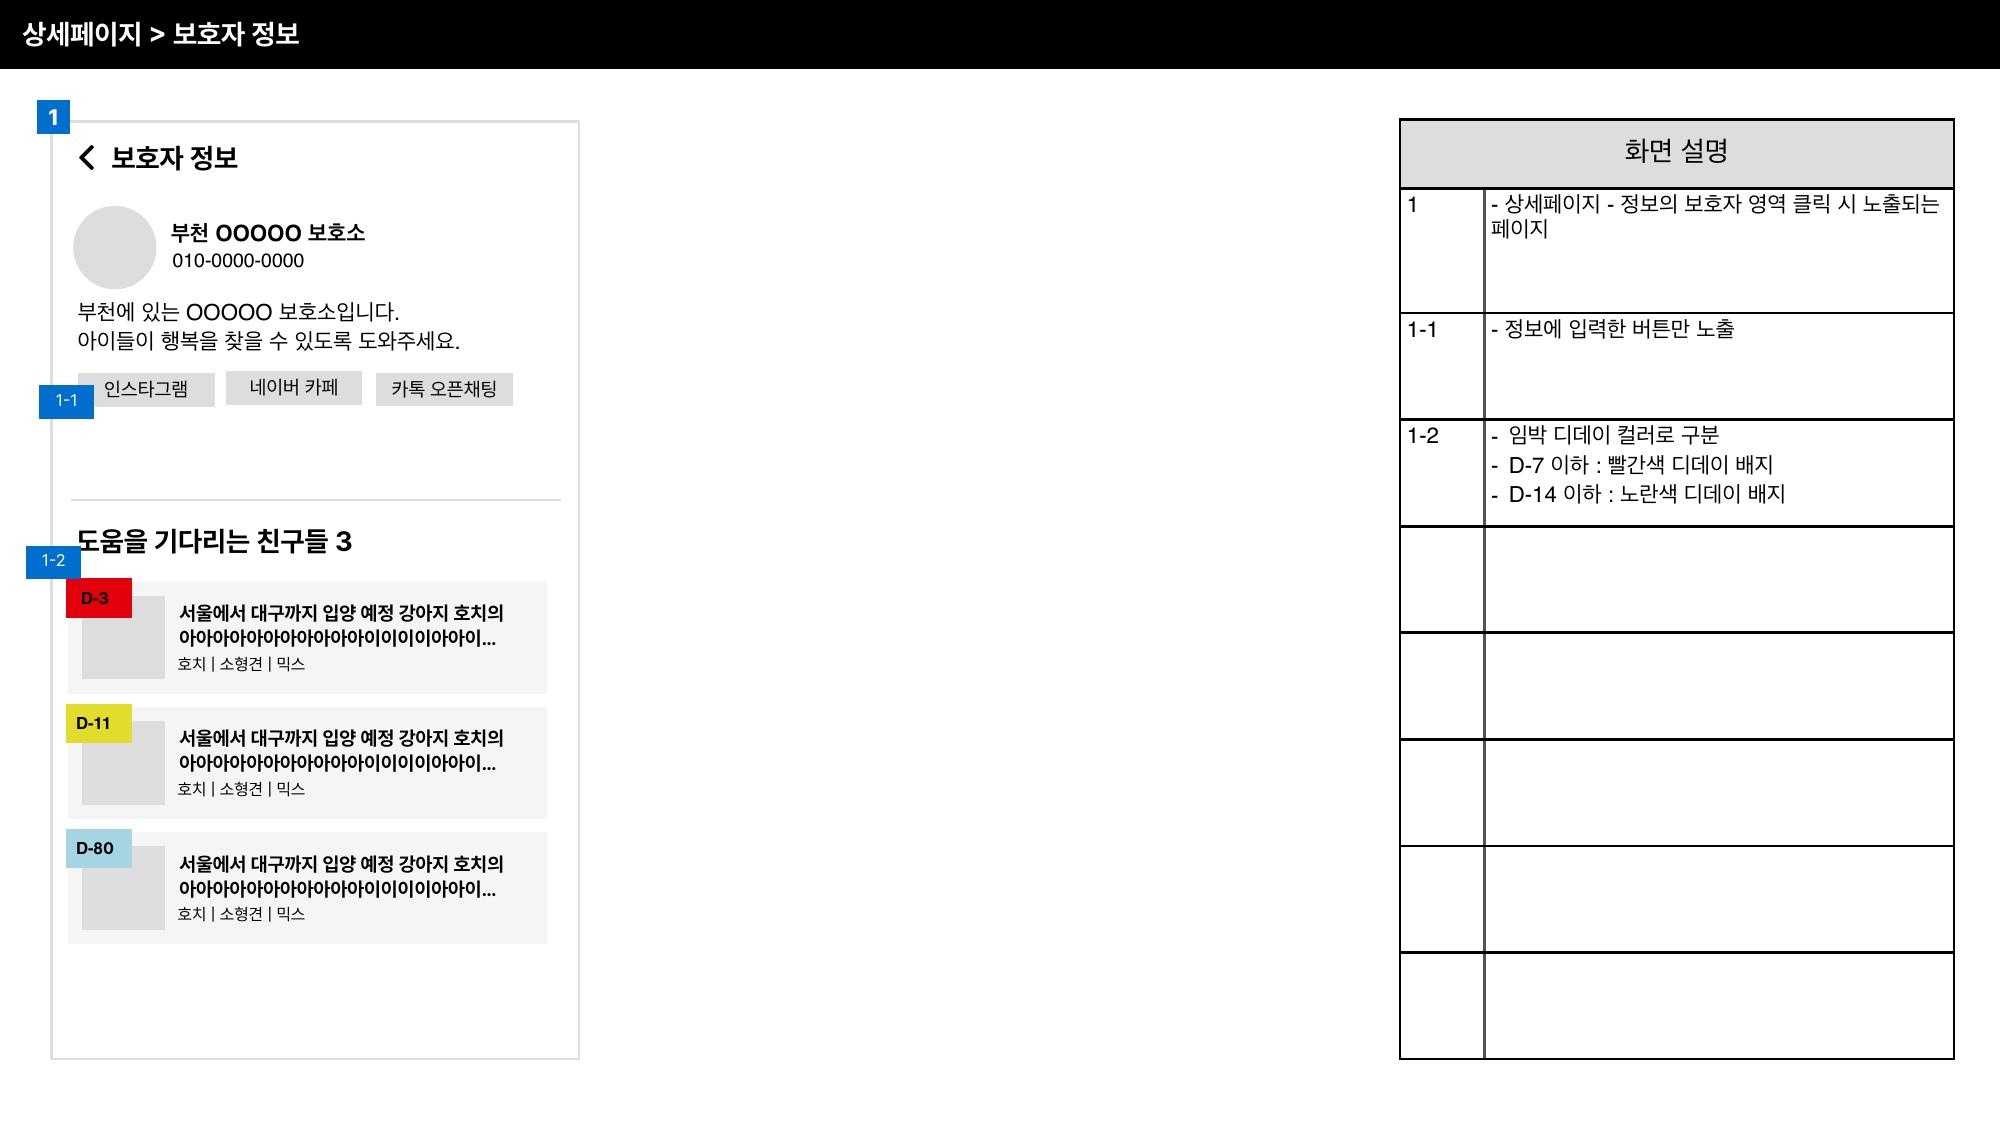 상세페이지 > 보호자 정보
1
보호자 정보
부천 OOOOO 보호소
010-0000-0000
부천에 있는 OOOOO 보호소입니다.
아이들이 행복을 찾을 수 있도록 도와주세요.
인스타그램
네이버 카페
카톡 오픈채팅
1-1
도움을 기다리는 친구들 3
1-2
D-3
서울에서 대구까지 입양 예정 강아지 호치의
아아아아아아아아아아아이이이이아아이...
호치 | 소형견 | 믹스
D-11
서울에서 대구까지 입양 예정 강아지 호치의
아아아아아아아아아아아이이이이아아이...
호치 | 소형견 | 믹스
D-80
서울에서 대구까지 입양 예정 강아지 호치의
아아아아아아아아아아아이이이이아아이...
호치 | 소형견 | 믹스
화면 설명
1
- 상세페이지 - 정보의 보호자 영역 클릭 시 노출되는
페이지
1-1
- 정보에 입력한 버튼만 노출
1-2
- 임박 디데이 컬러로 구분
- D-7 이하 : 빨간색 디데이 배지
- D-14 이하 : 노란색 디데이 배지